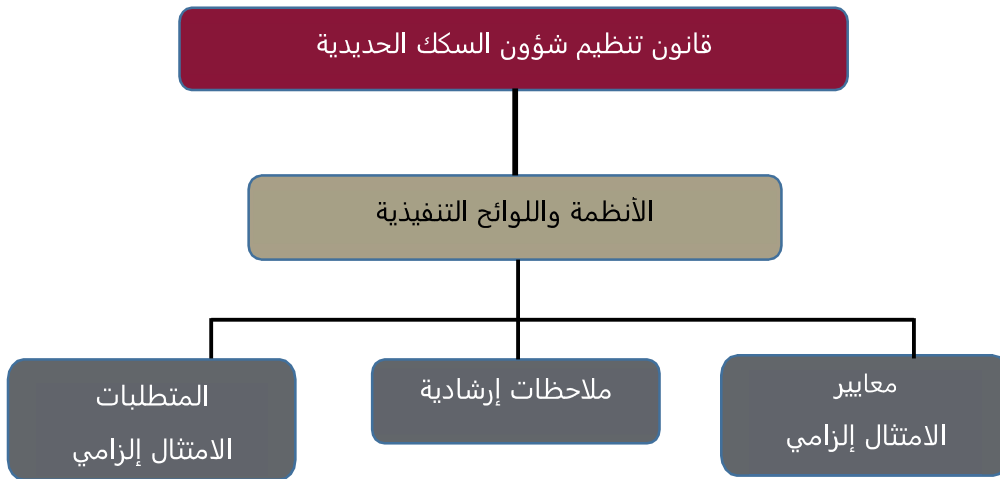 قانون تنظيم شؤون السكك الحديدية
الأنظمة واللوائح التنفيذية
معايير
الامتثال إلزامي
ملاحظات إرشادية
المتطلبات
الامتثال إلزامي